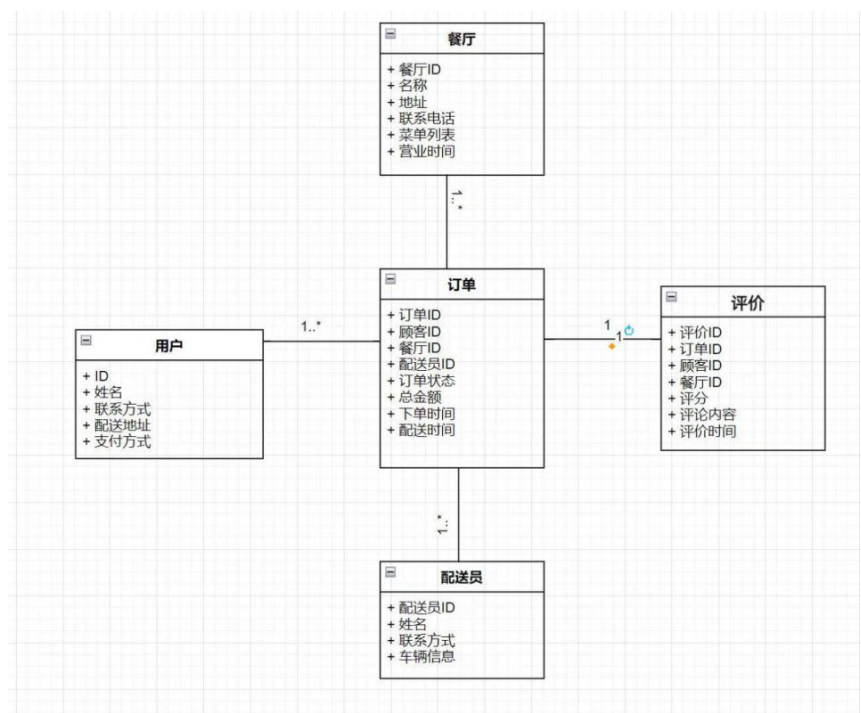 餐厅
+ 餐厅ID
+ 名称
+ 地址
+ 联系电话
+ 菜单列表
+ 营业时间
1..*
订单
+ 订单ID
+ 顾客ID
+ 餐厅ID
+ 配送员ID
+ 订单状态
+ 总金额
+ 下单时间
+ 配送时间
1..*
用户
+ ID
+ 姓名
+ 联系方式
+ 配送地址
+ 支付方式
1
1
评价
+ 评价ID
+ 订单ID
+ 顾客ID
+ 餐厅ID
+ 评分
+ 评论内容
+ 评价时间
1..*
配送员
+ 配送员ID
+ 姓名
+ 联系方式
+ 车辆信息